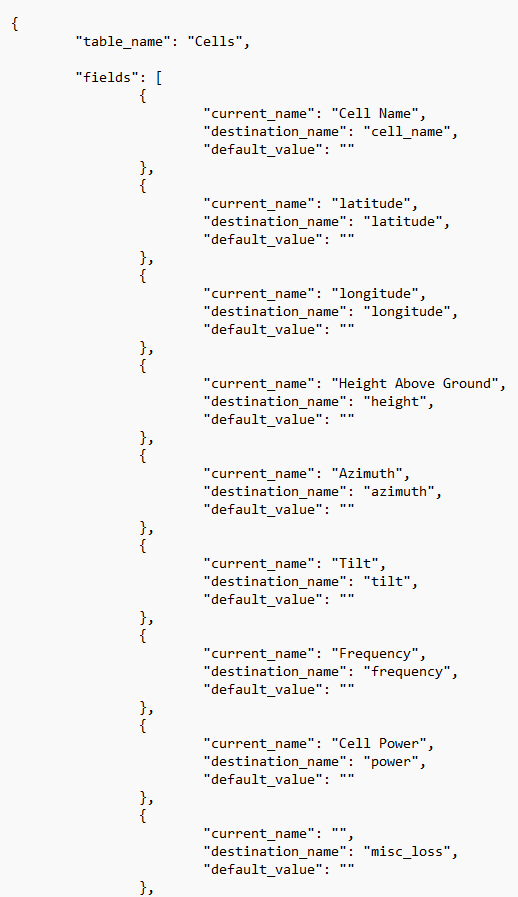 {
"table_name": "Cells",
"fields": [
{
"current_name": "Cell Name",
"destination_name": "cell_name",
"default_value": ""
},
{
"current_name": "latitude",
"destination_name": "latitude",
"default_value": ""
},
{
"current_name": "longitude",
"destination_name": "longitude",
"default_value": ""
},
{
"current_name": "Height Above Ground",
"destination_name": "height",
"default_value": ""
},
{
"current_name": "Azimuth",
"destination_name": "azimuth",
"default_value": ""
},
{
"current_name": "Tilt",
"destination_name": "tilt",
"default_value": ""
},
{
"current_name": "Frequency",
"destination_name": "frequency",
"default_value": ""
},
{
"current_name": "Cell Power",
"destination_name": "power",
"default_value": ""
},
{
"current_name": "",
"destination_name": "misc_loss",
"default_value": ""
},